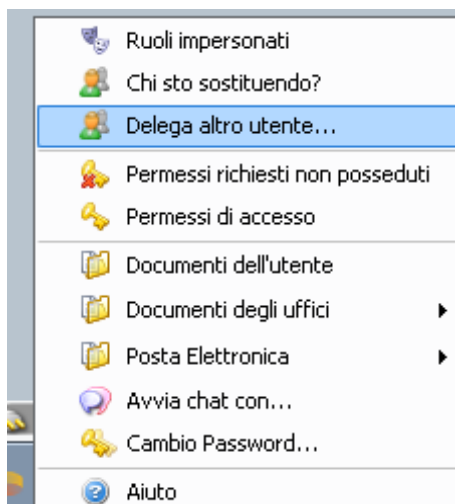 Ruoli impersonati
Chi sto sostituendo?
Delega altro utente...
Permessi richiesti non posseduti
Permessi di accesso
Documenti dell'utente
Documenti degli uffici
Posta Elettronica
Avvia chat con...
Cambio Password...
Aiuto